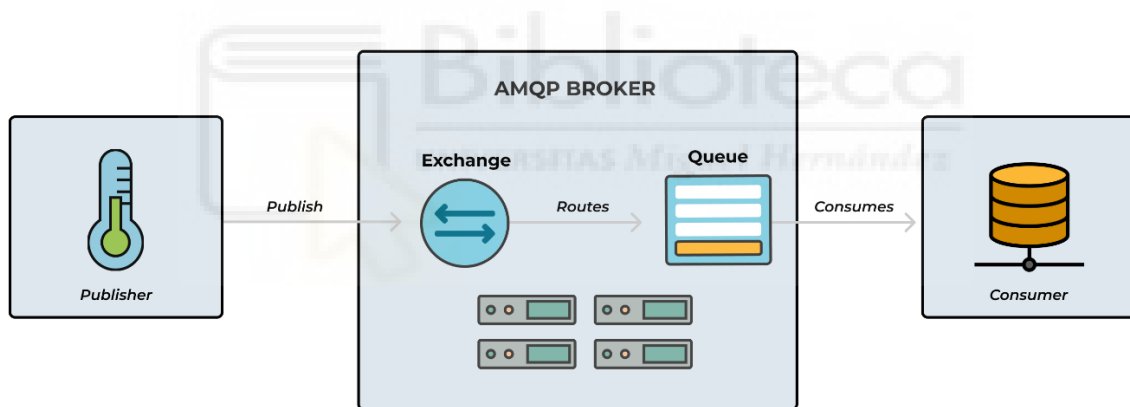 Biblioteca
UNIVERSITAS Miguel Hernández
AMQP BROKER
Exchange
Queue
Publish
Routes
Consumes
Publisher
Consumer